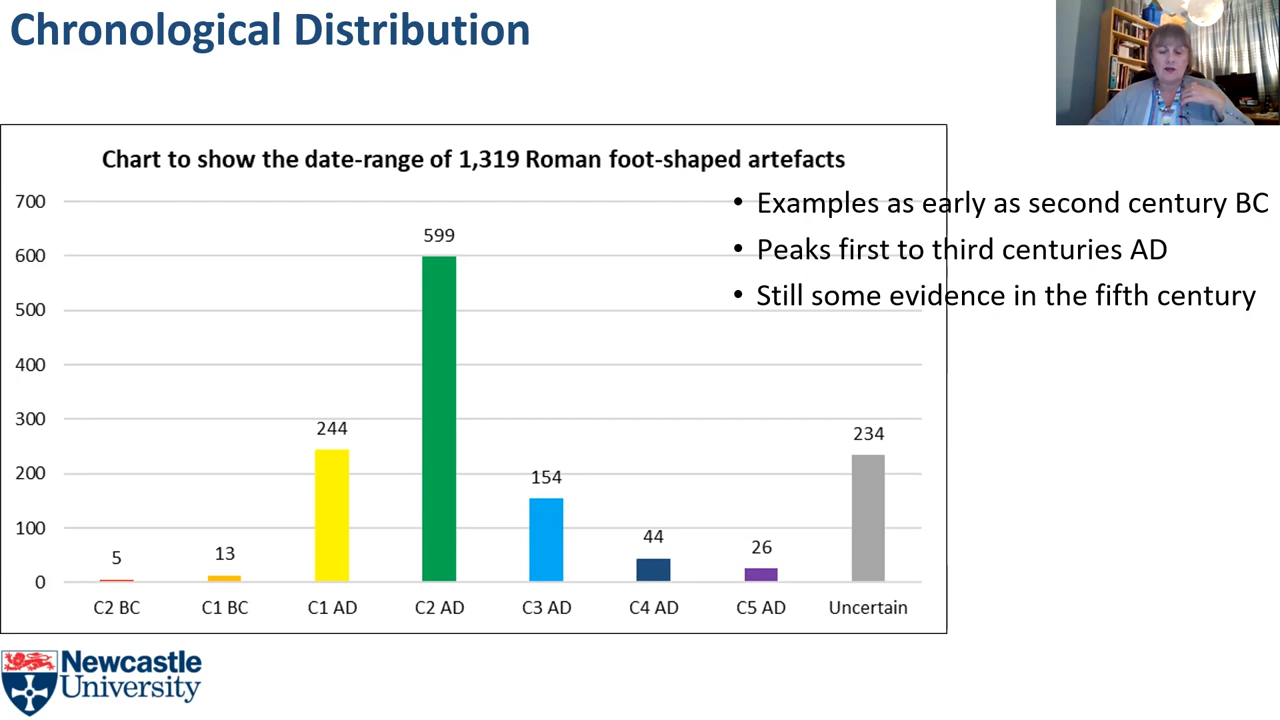 Chronological Distribution
Chart to show the date-range of 1,319 Roman foot-shaped artefacts
• Examples as early as second century BC
• Peaks first to third centuries AD
• Still some evidence in the fifth century
700
600
500
400
300
200
100
0
5
13
244
599
154
44
26
234
C2 BC
C1 BC
C1 AD
C2 AD
C3 AD
C4 AD
C5 AD
Uncertain
Newcastle
University